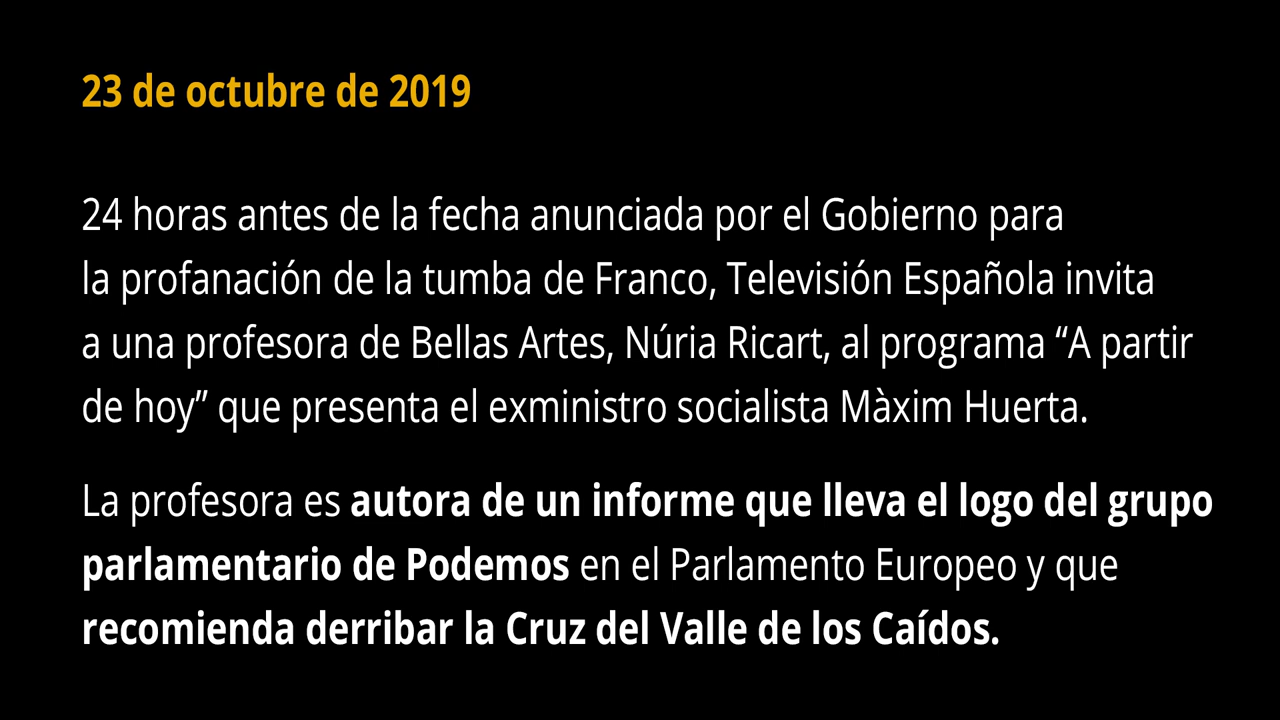 23 de octubre de 2019
24 horas antes de la fecha anunciada por el Gobierno para
la profanación de la tumba de Franco, Televisión Española invita
a una profesora de Bellas Artes, Núria Ricart, al programa “A partir
de hoy” que presenta el exministro socialista Màxim Huerta.
La profesora es autora de un informe que lleva el logo del grupo
parlamentario de Podemos en el Parlamento Europeo y que
recomienda derribar la Cruz del Valle de los Caídos.